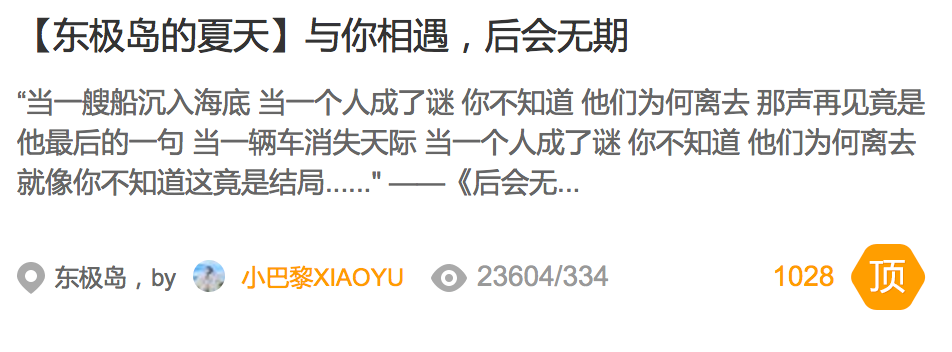 【东极岛的夏天】与你相遇，后会无期
“当一艘船沉入海底 当一个人成了谜 你不知道 他们为何离去 那声再见竟是
他最后的一句 当一辆车消失天际 当一个人成了谜 你不知道 他们为何离去
就像你不知道这竟是结局......" ——《后会无...
东极岛，by 小巴黎XIAOYU 23604/334 1028 顶